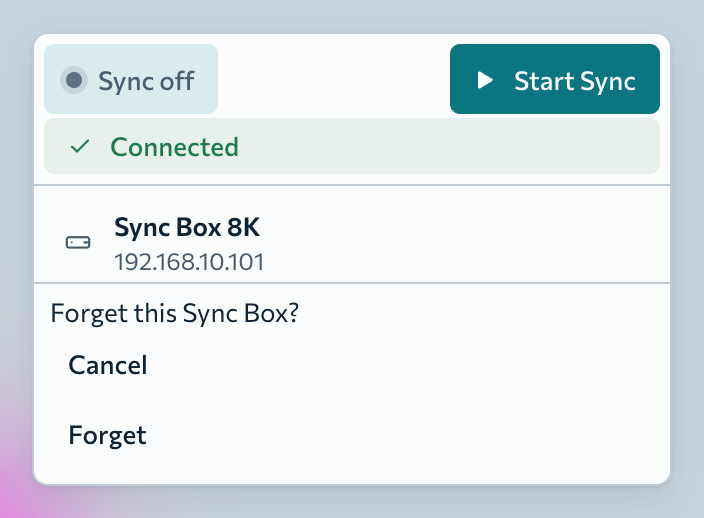 Sync off
Start Sync
Connected
Sync Box 8K
192.168.10.101
Forget this Sync Box?
Cancel
Forget